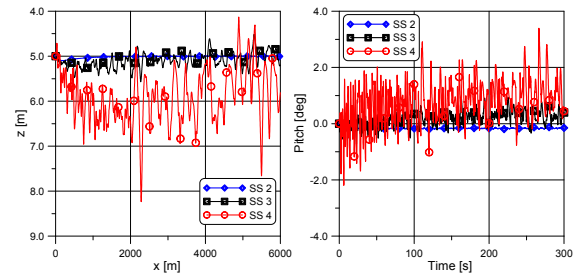 4.0
5.0
6.0
7.0
8.0
9.0
z [m]
0
2000
4000
6000
x [m]
SS 2
SS 3
SS 4
4.0
2.0
0.0
-2.0
-4.0
Pitch [deg]
0
100
200
300
Time [s]
SS 2
SS 3
SS 4